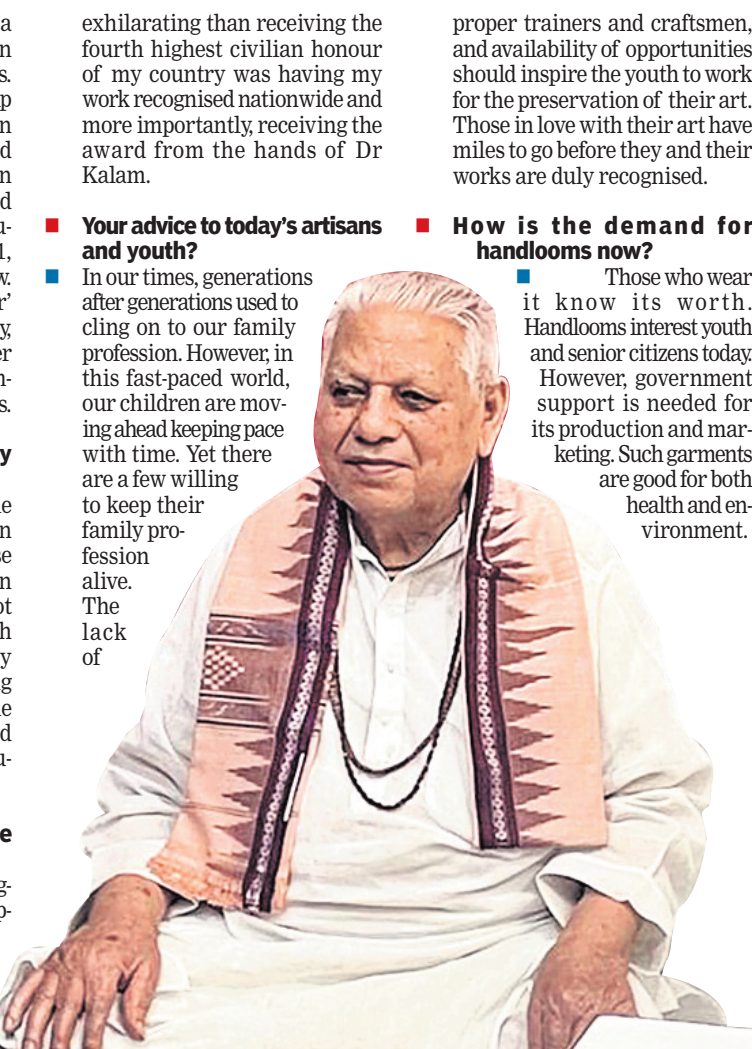 exhilarating than receiving the
fourth highest civilian honour
of my country was having my
work recognised nationwide and
more importantly, receiving the
award from the hands of Dr
Kalam.
Your advice to today's artisans
and youth?
In our times, generations
after generations used to
cling on to our family
profession. However, in
this fast-paced world,
our children are mov-
ing ahead keeping pace
with time. Yet there
are a few willing
to keep their
family pro-
fession
alive.
The
lack
of
proper trainers and craftsmen,
and availability of opportunities
should inspire the youth to work
for the preservation of their art.
Those in love with their art have
miles to go before they and their
works are duly recognised.
How is the demand for
handlooms now?
Those who wear
it know its worth.
Handlooms interest youth
and senior citizens today.
However, government
support is needed for
its production and mar-
keting. Such garments
are good for both
health and en-
vironment.